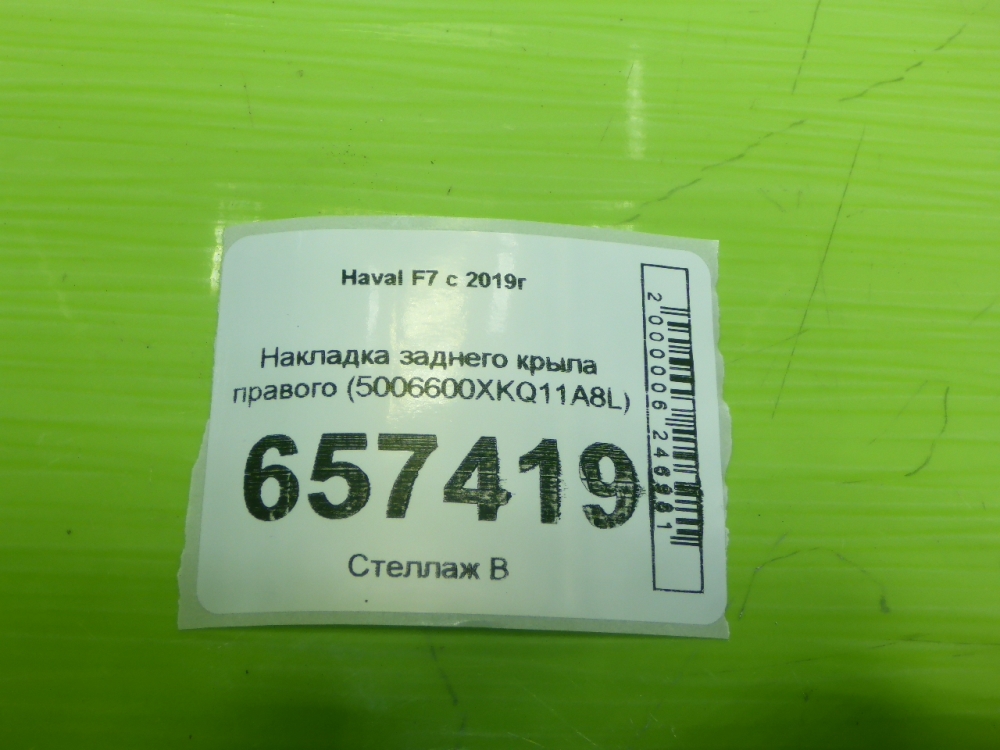 Haval F7 с 2019г
Накладка заднего крыла
правого (5006600XKQ11A8L)
657419
Стеллаж В